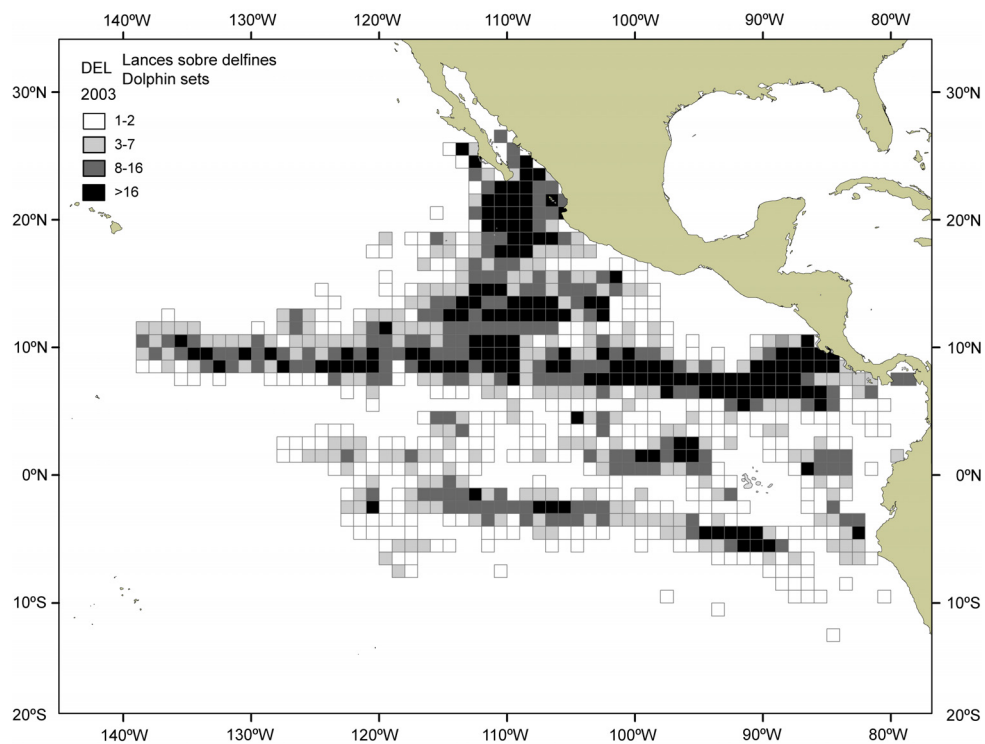 140ºW 130ºW 120ºW 110ºW 100ºW 90ºW 80ºW
DEL Lances sobre delfines
Dolphin sets
2003
1-2
3-7
8-16
>16
30ºN 30ºN
20ºN 20ºN
10ºN 10ºN
0ºN 0ºN
10ºS 10ºS
20ºS 20ºS
140ºW 130ºW 120ºW 110ºW 100ºW 90ºW 80ºW